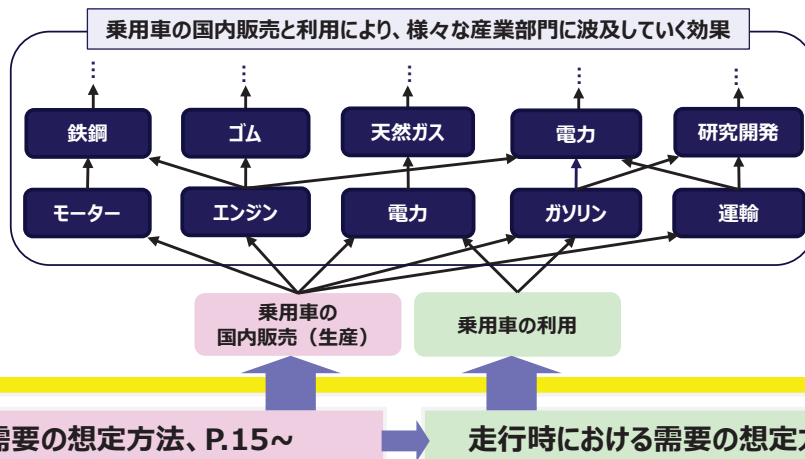 乗用車の国内販売と利用により、様々な産業部門に波及していく効果
鉄鋼
ゴム
天然ガス
電力
研究開発
モーター
エンジン
電力
ガソリン
運輸
乗用車の
国内販売（生産）
乗用車の利用
需要の想定方法、P.15~
走行時における需要の想定